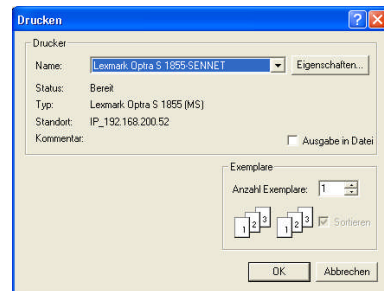 Drucken
Drucker
Name: Lexmark Optra S 1855-SENNET Eigenschaften...
Status: Bereit
Typ: Lexmark Optra S 1855 (MS)
Standort: IP_192.168.200.52
Kommentar:
Ausgabe in Datei
Exemplare
Anzahl Exemplare: 1
1 2 3 1 2 3 Sortieren
OK Abbrechen